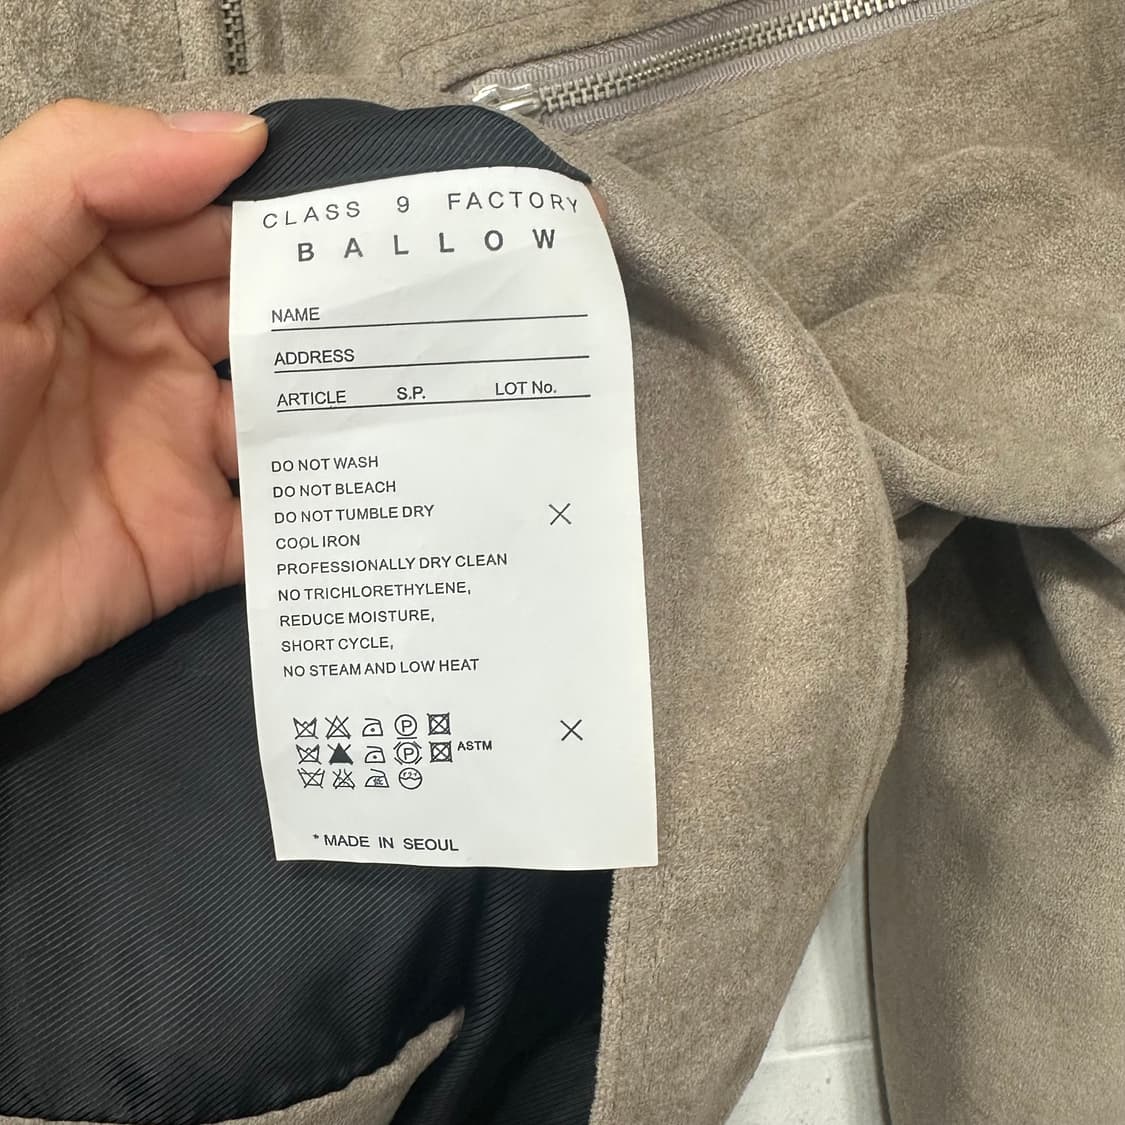 CLASS 9 FACTORY
BALLOW
NAME
ADDRESS
ARTICLE S.P. LOT No.
DO NOT WASH
DO NOT BLEACH
DO NOT TUMBLE DRY
COOL IRON
PROFESSIONALLY DRY CLEAN
NO TRICHLORETHYLENE,
REDUCE MOISTURE,
SHORT CYCLE,
NO STEAM AND LOW HEAT
P
P ASTM
* MADE IN SEOUL